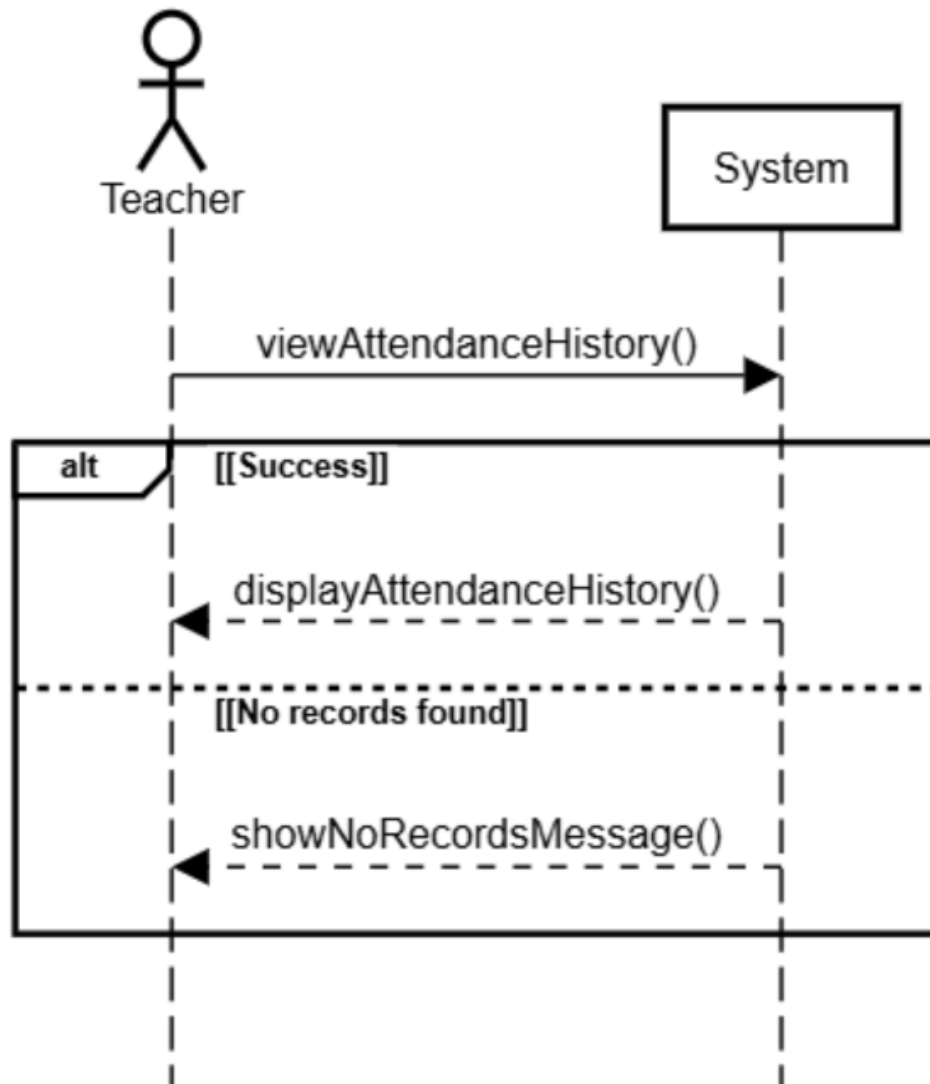 Teacher
System
viewAttendanceHistory()
alt
[[Success]]
displayAttendanceHistory()
[[No records found]]
showNoRecordsMessage()